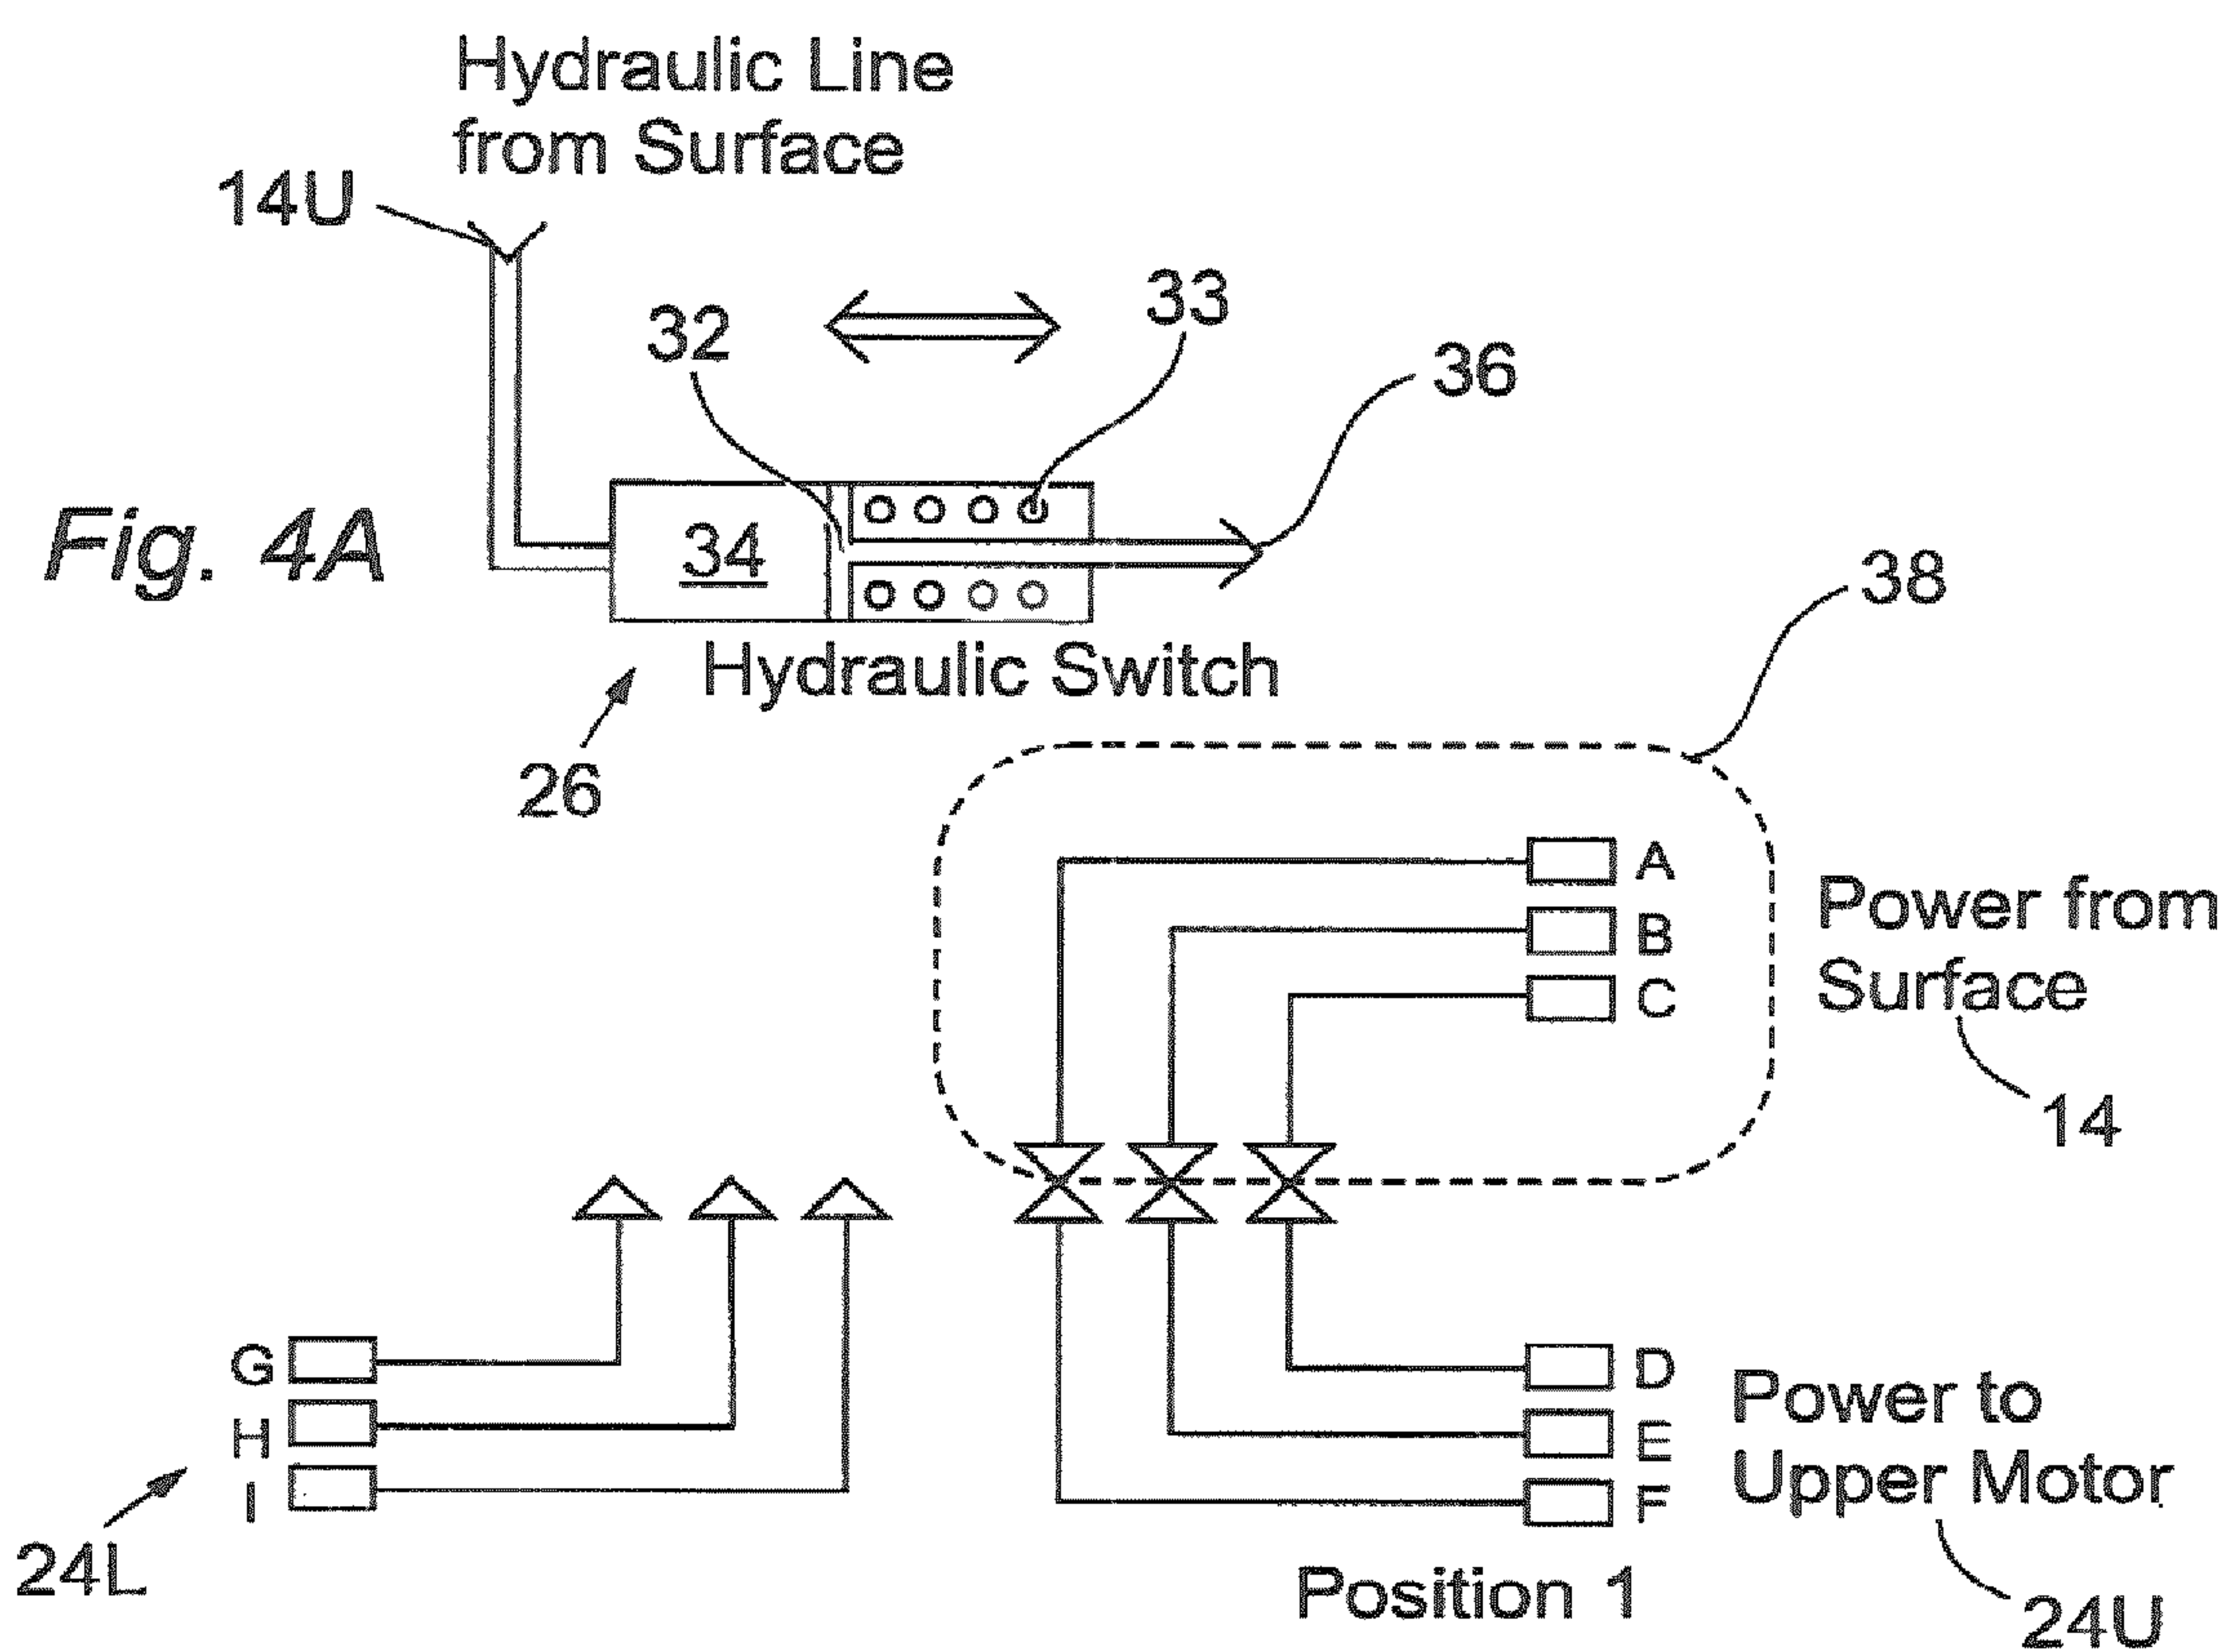 Hydraulic Line
from Surface
14U
32
33
36
Fig. 4A
34
38
Hydraulic Switch
26
A
B
C
Power from
Surface
14
G
H
I
24L
D
E
F
Power to
Upper Motor
Position 1
24U